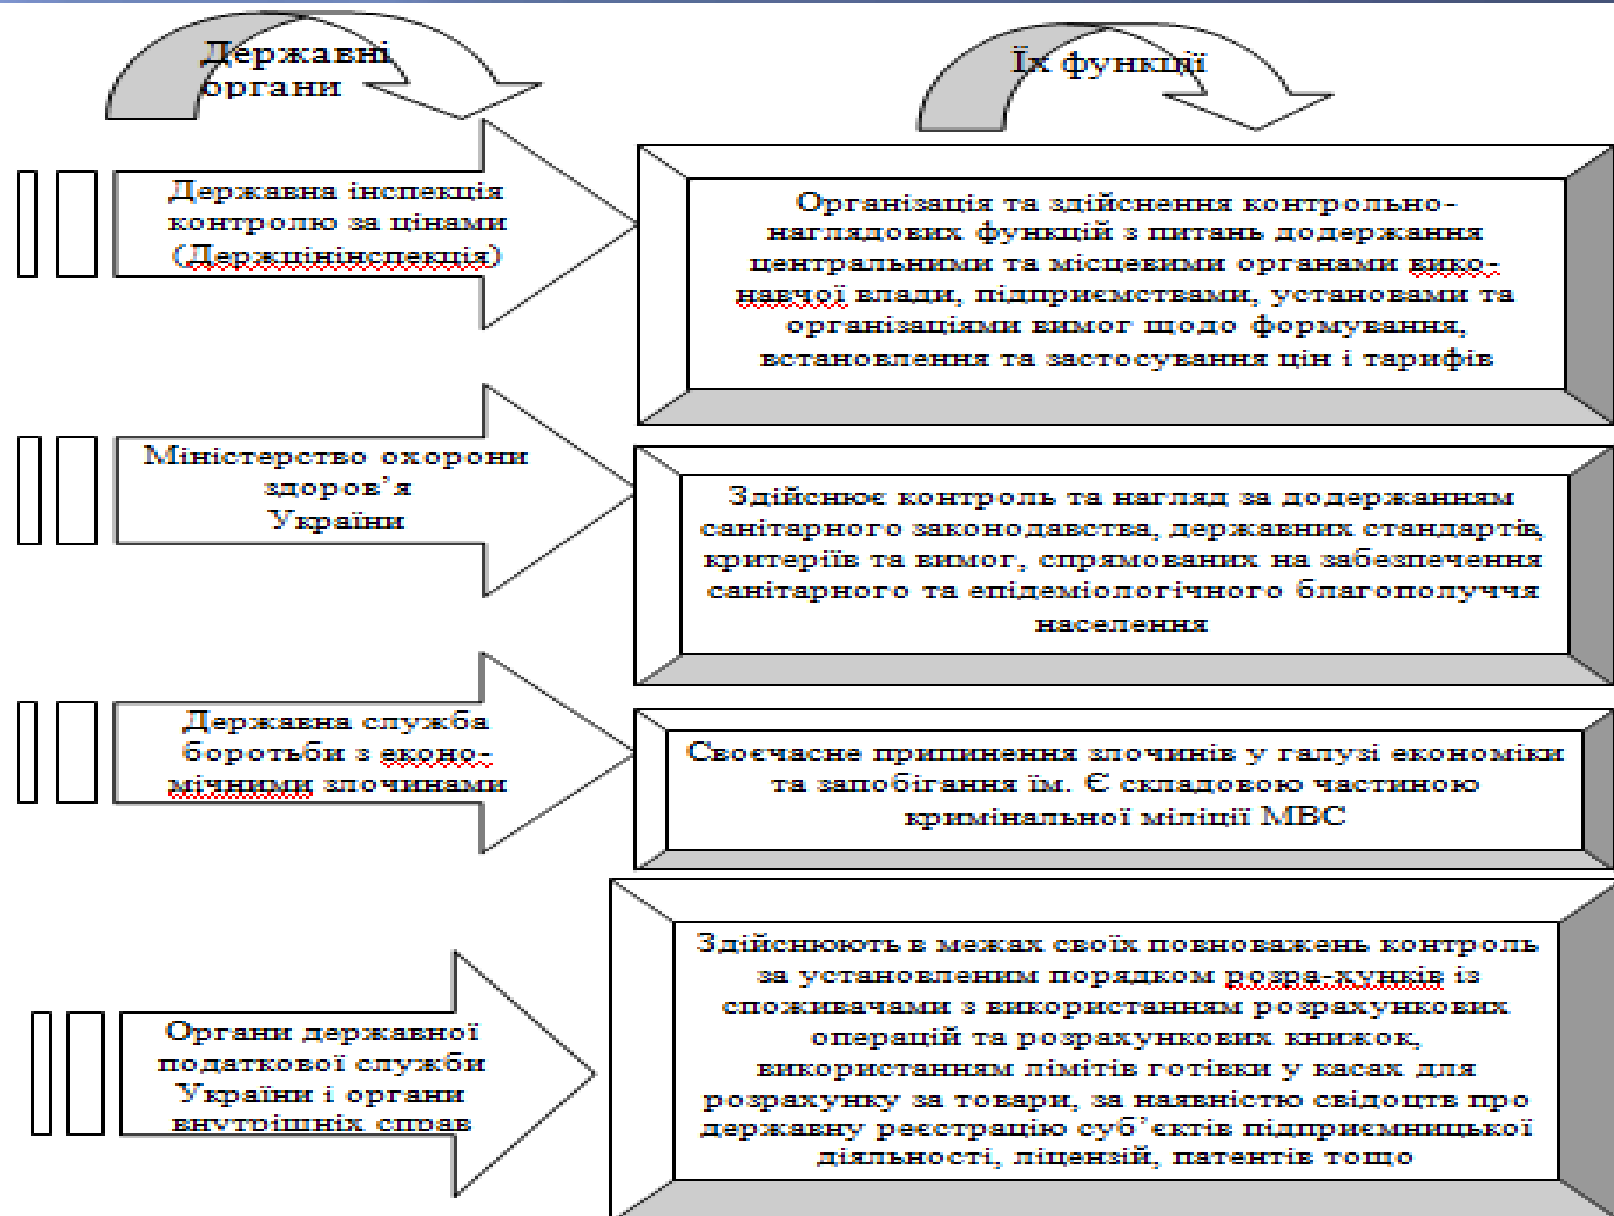 Державні
органи
Їх функції
Державна інспекція
контролю за цінами
(Держцінінспекція)
Організація та здійснення контрольно-
наглядових функцій з питань додержання
центральними та місцевими органами вико-
навчої влади, підприємствами, установами та
організаціями вимог щодо формування,
встановлення та застосування цін і тарифів
Міністерство охорони
здоров’я
України
Здійснює контроль та нагляд за додержанням
санітарного законодавства, державних стандартів,
критеріїв та вимог, спрямованих на забезпечення
санітарного та епідеміологічного благополуччя
населення
Державна служба
боротьби з еконо-
мічними злочинами
Своєчасне припинення злочинів у галузі економіки
та запобігання їм. Є складовою частиною
кримінальної міліції МВС
Органи державної
податкової служби
України і органи
внутрішніх справ
Здійснюють в межах своїх повноважень контроль
за установленим порядком розра-хунків із
споживачами з використанням розрахункових
операцій та розрахункових книжок,
використанням лімітів готівки у касах для
розрахунку за товари, за наявністю свідоцтв про
державну реєстрацію суб’єктів підприємницької
діяльності, ліцензій, патентів тощо